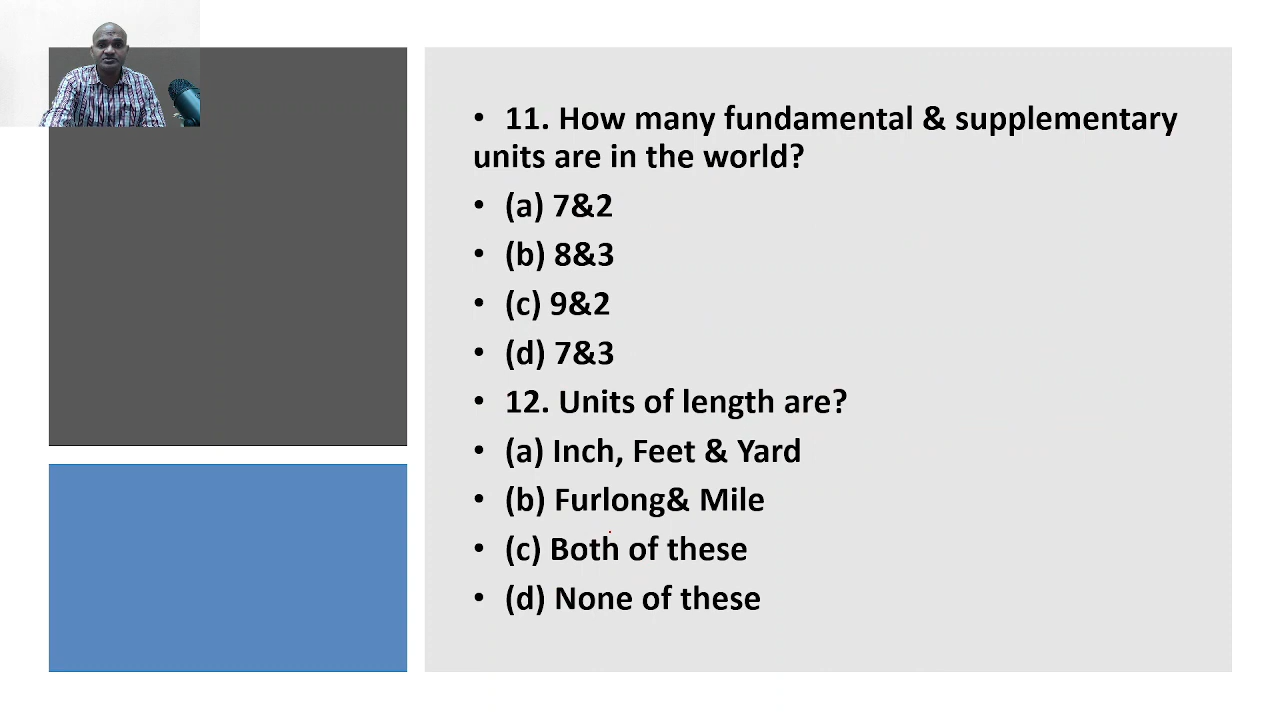 • 11. How many fundamental & supplementary
units are in the world?
• (a) 7&2
• (b) 8&3
• (c) 9&2
• (d) 7&3
• 12. Units of length are?
• (a) Inch, Feet & Yard
• (b) Furlong& Mile
• (c) Both of these
• (d) None of these